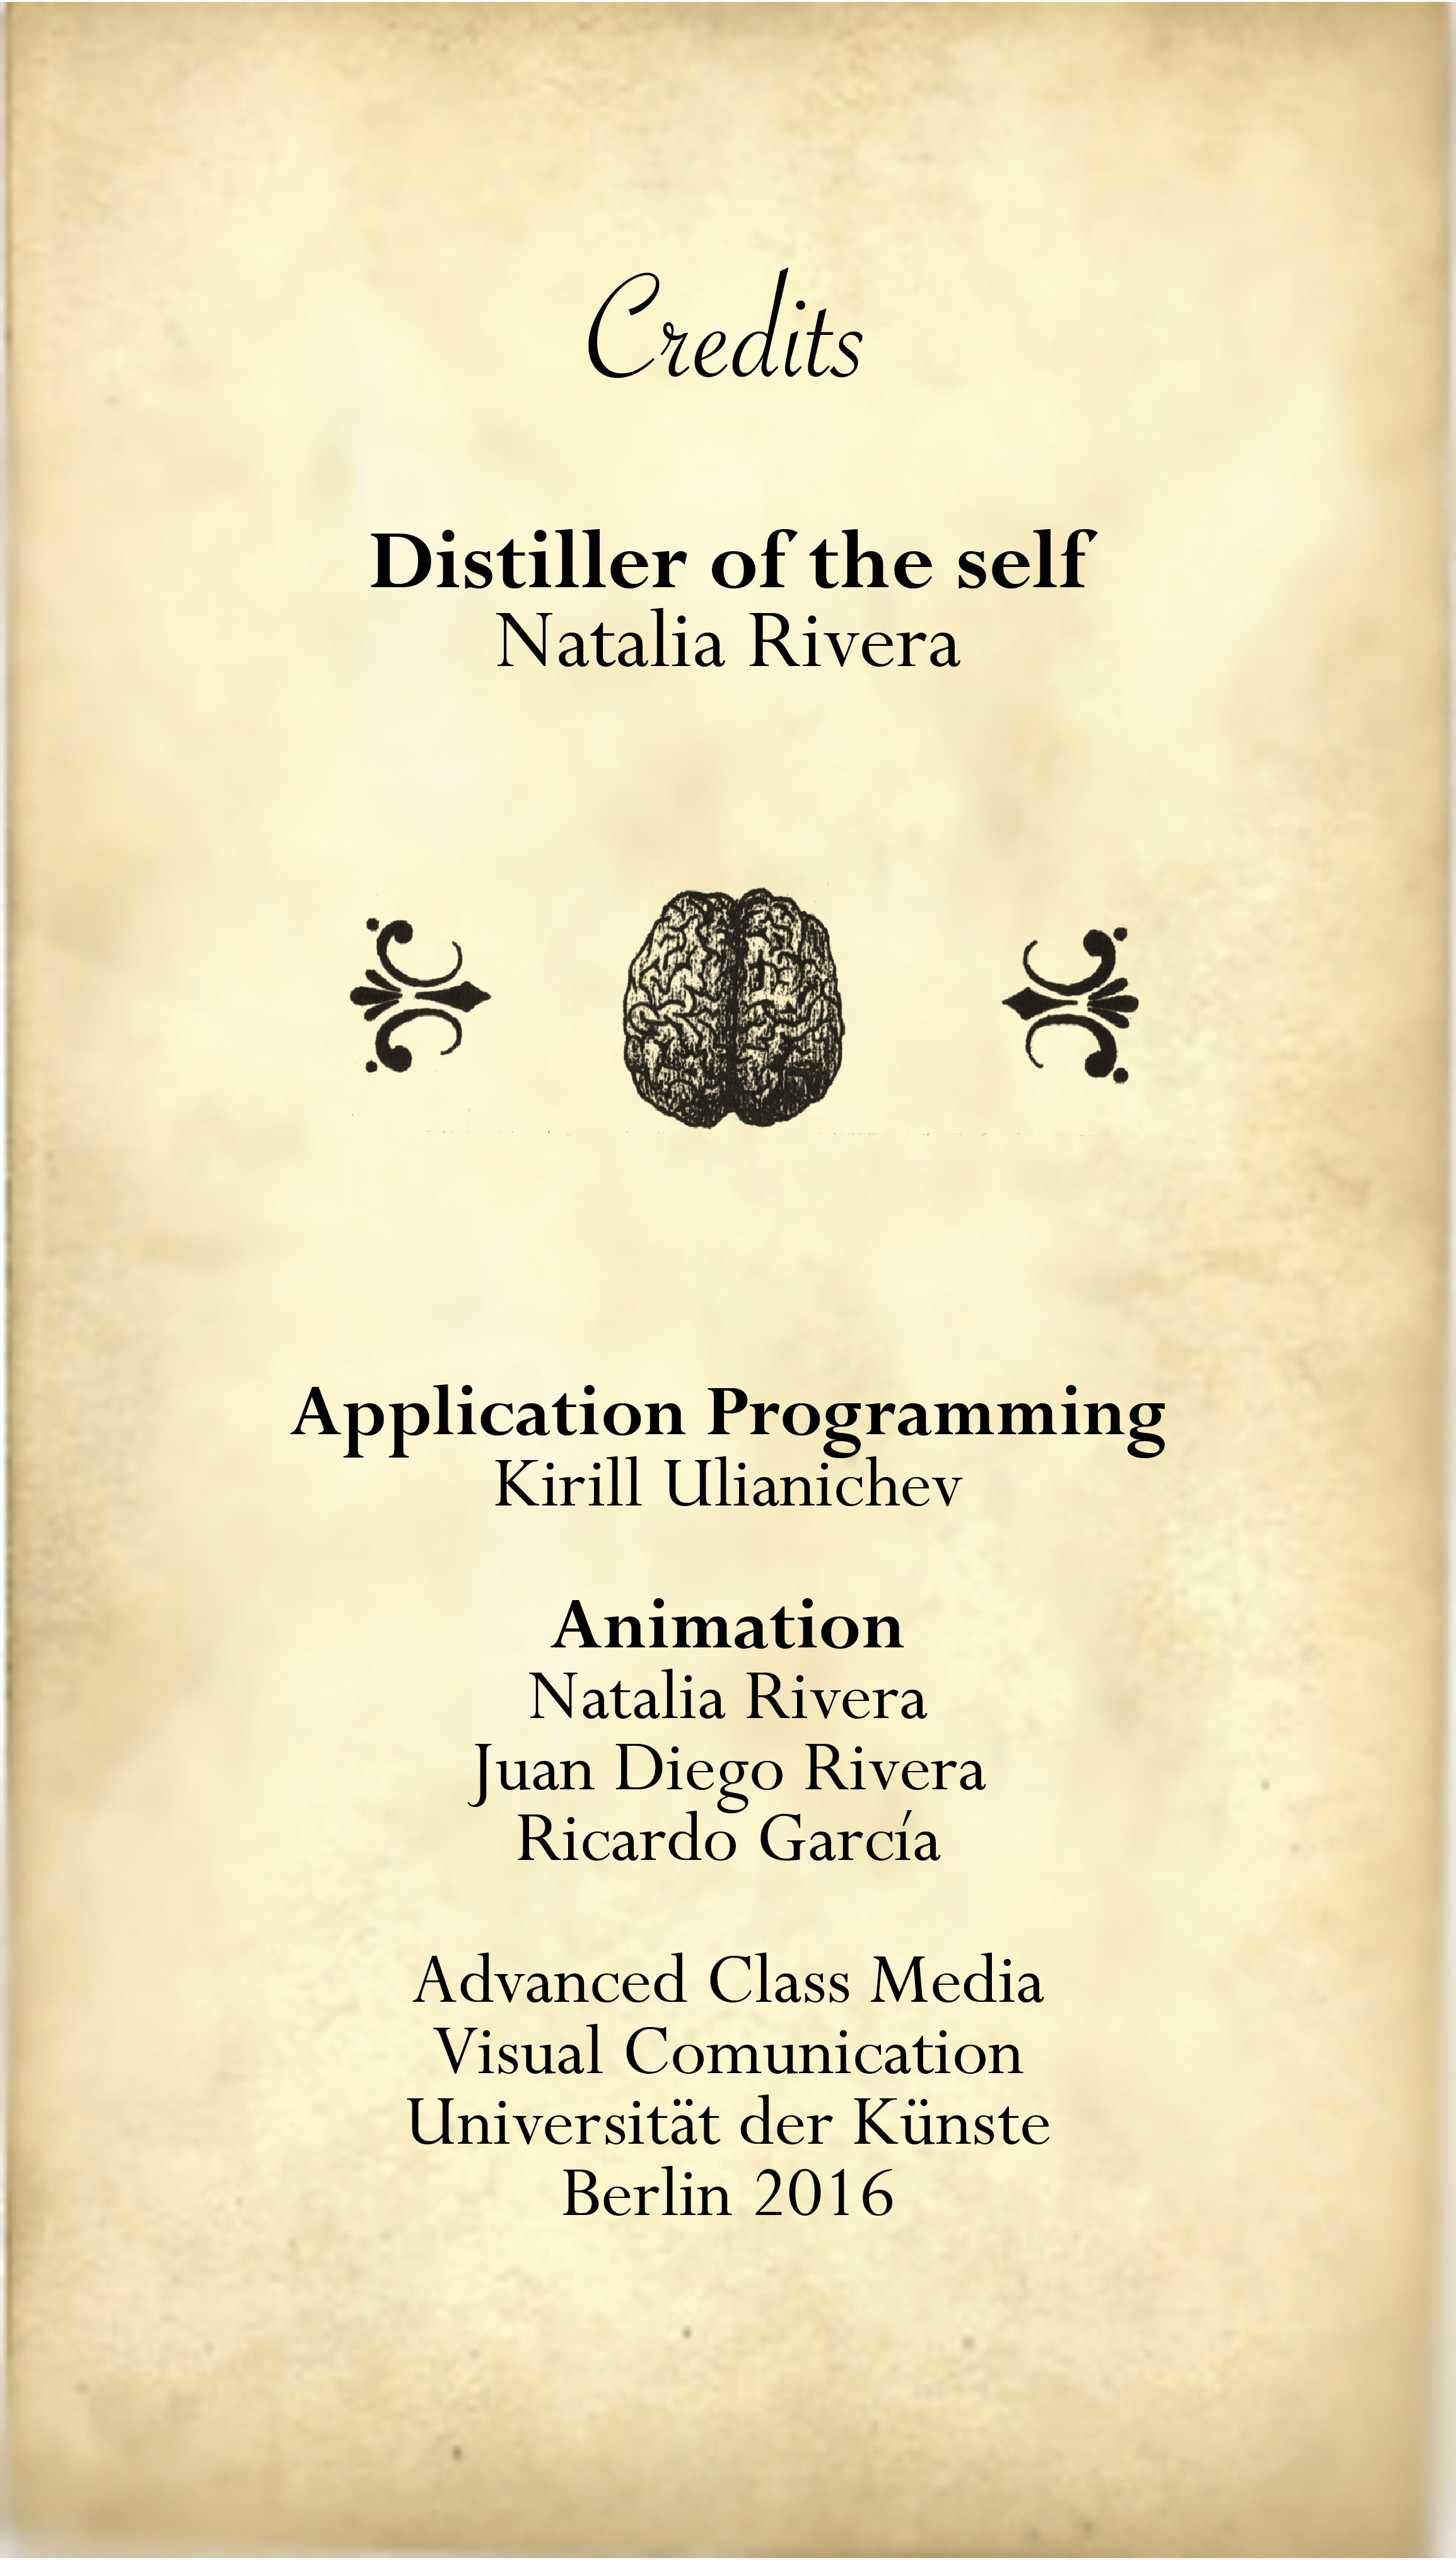 Credits
Distiller of the self
Natalia Rivera
Application Programming
Kirill Ulianichev
Animation
Natalia Rivera
Juan Diego Rivera
Ricardo García
Advanced Class Media
Visual Comunication
Universität der Künste
Berlin 2016